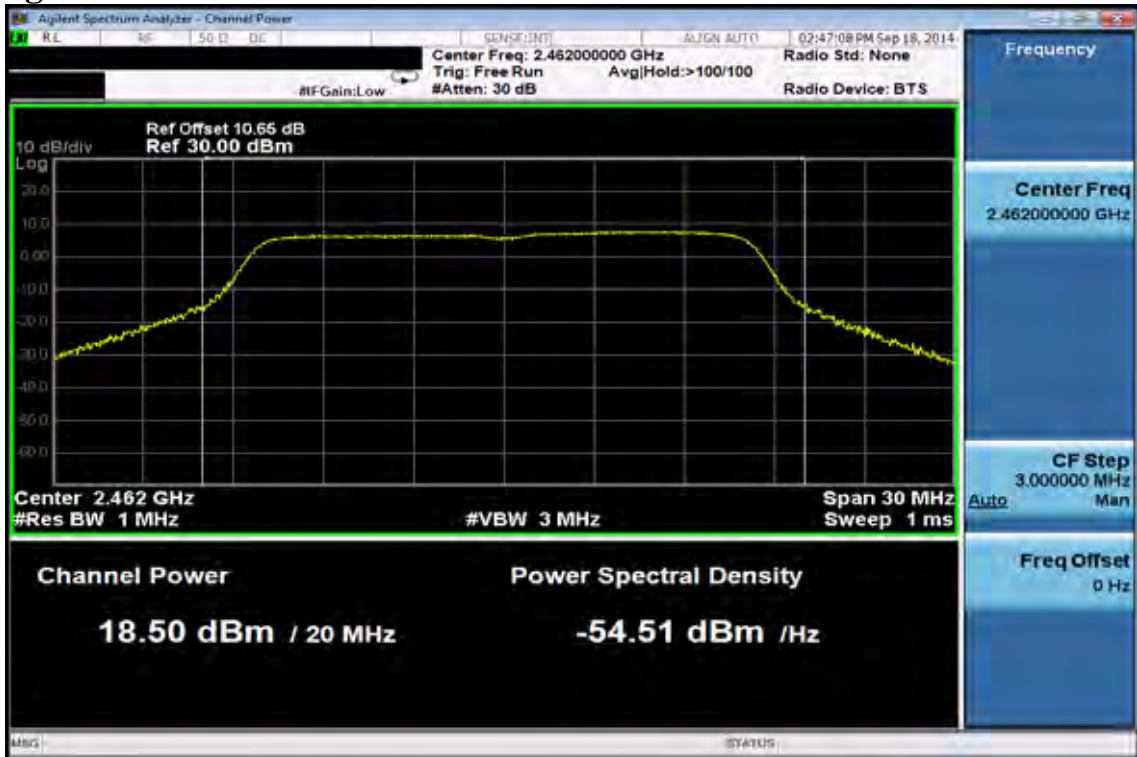 Agilent Spectrum Analyzer - Channel Power
RL RF 50 Ω DC SENSE:INT ALIGN AUTO 02:47:08 PM Sep 18, 2014
Center Freq: 2.462000000 GHz Radio Std: None
Trig: Free Run Avg|Hold:>100/100
#IFGain:Low #Atten: 30 dB Radio Device: BTS
Ref Offset 10.65 dB
10 dB/div Ref 30.00 dBm
Log
20.0
10.0
0.00
-10.0
-20.0
-30.0
-40.0
-50.0
-60.0
Center 2.462 GHz Span 30 MHz
#Res BW 1 MHz #VBW 3 MHz Sweep 1 ms
Channel Power Power Spectral Density
18.50 dBm / 20 MHz -54.51 dBm /Hz
MSG STATUS
Frequency
Center Freq
2.462000000 GHz
CF Step
3.000000 MHz
Auto Man
Freq Offset
0 Hz